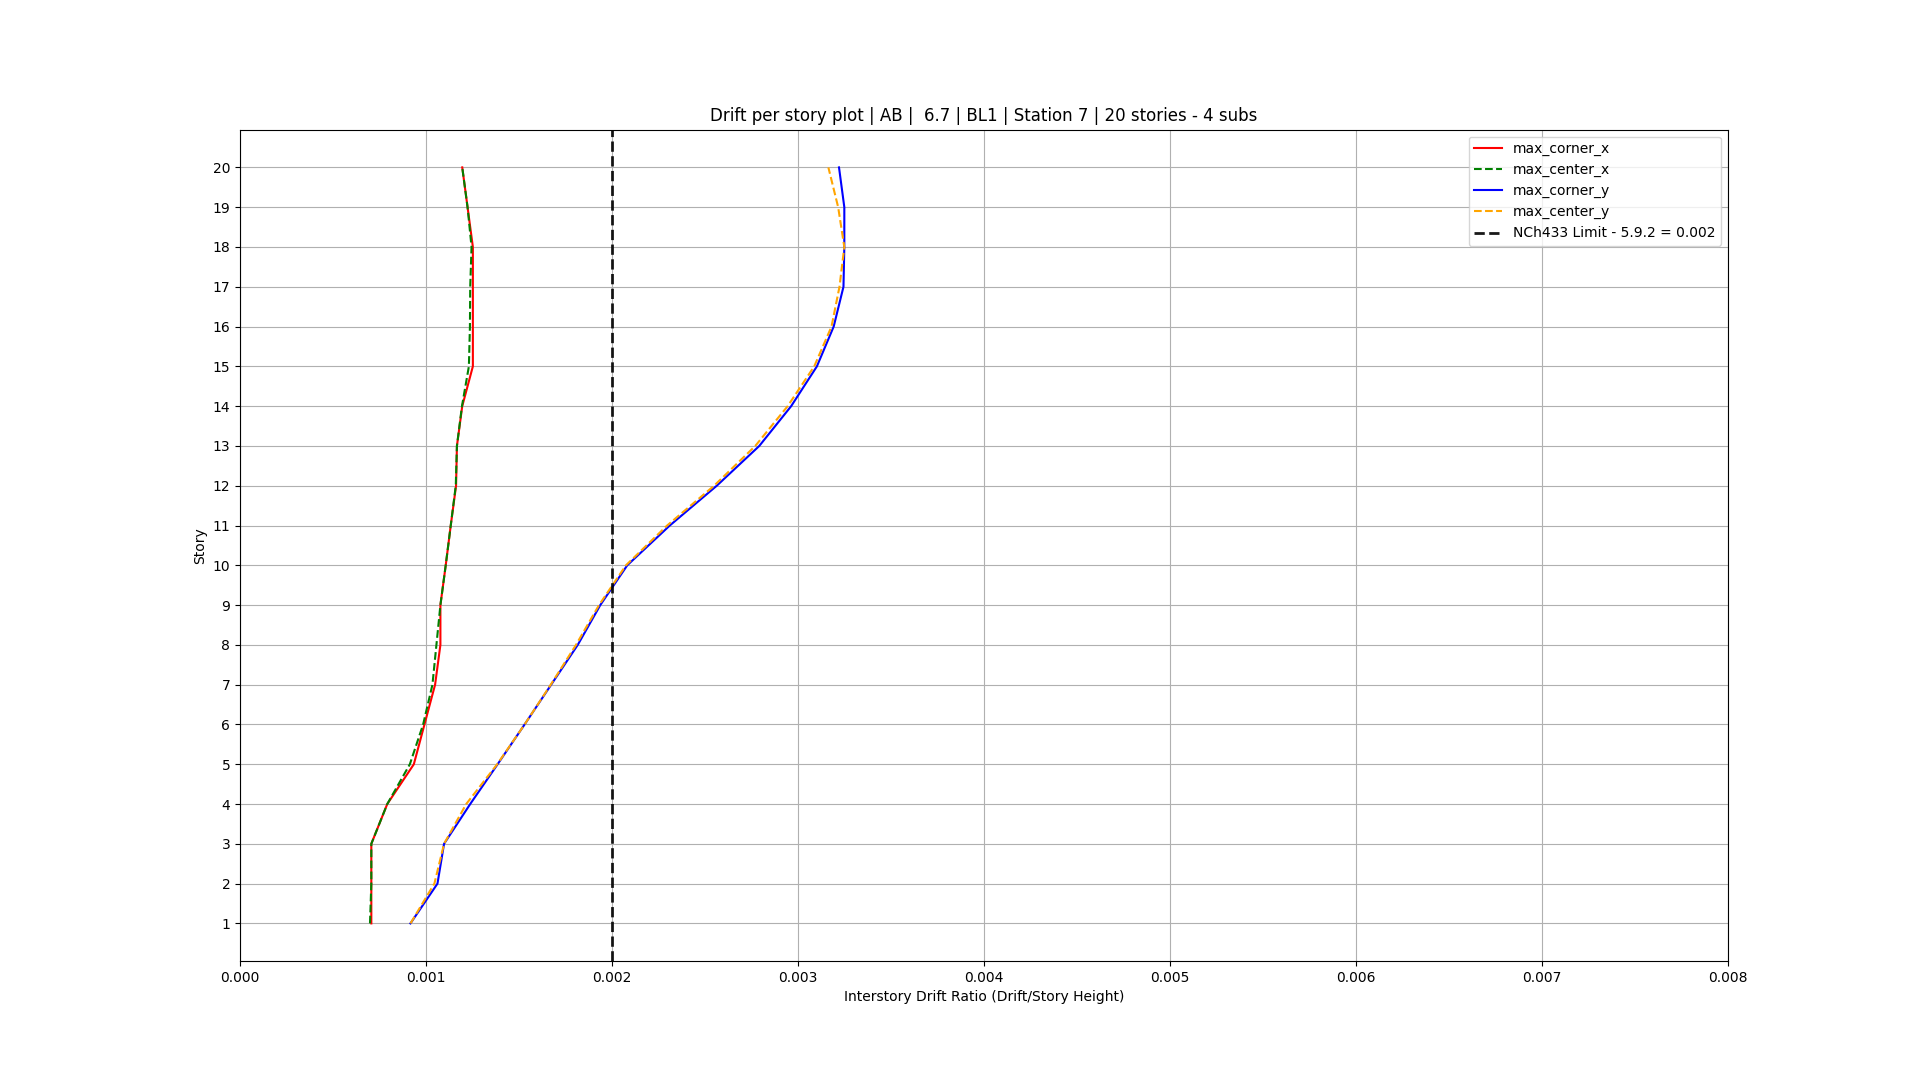 Drift per story plot | AB |  6.7 | BL1 | Station 7 | 20 stories - 4 subs
max_corner_x
max_center_x
max_corner_y
max_center_y
NCh433 Limit - 5.9.2 = 0.002
20
19
18
17
16
15
14
13
12
11
10
9
8
7
6
5
4
3
2
1
Story
0.000 0.001 0.002 0.003 0.004 0.005 0.006 0.007 0.008
Interstory Drift Ratio (Drift/Story Height)